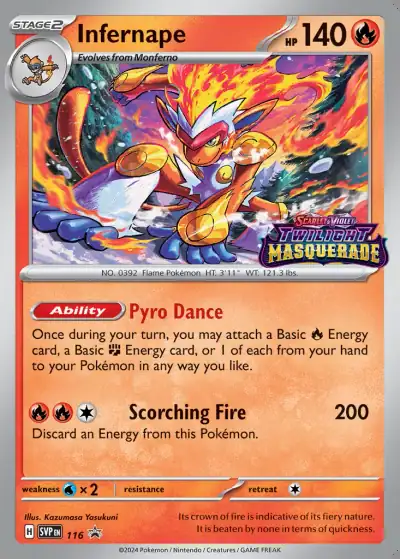 STAGE2 Infernape HP 140
Evolves from Monferno
SCARLET & VIOLET
TWILIGHT
MASQUERADE
NO. 0392 Flame Pokémon HT. 3'11" WT. 121.3 lbs.
Ability Pyro Dance
Once during your turn, you may attach a Basic Energy
card, a Basic Energy card, or 1 of each from your hand
to your Pokémon in any way you like.
Scorching Fire 200
Discard an Energy from this Pokémon.
weakness ×2 resistance retreat
Illus. Kazumasa Yasukuni
H SVP EN 116
Its crown of fire is indicative of its fiery nature.
It is beaten by none in terms of quickness.
©2024 Pokémon / Nintendo / Creatures / GAME FREAK